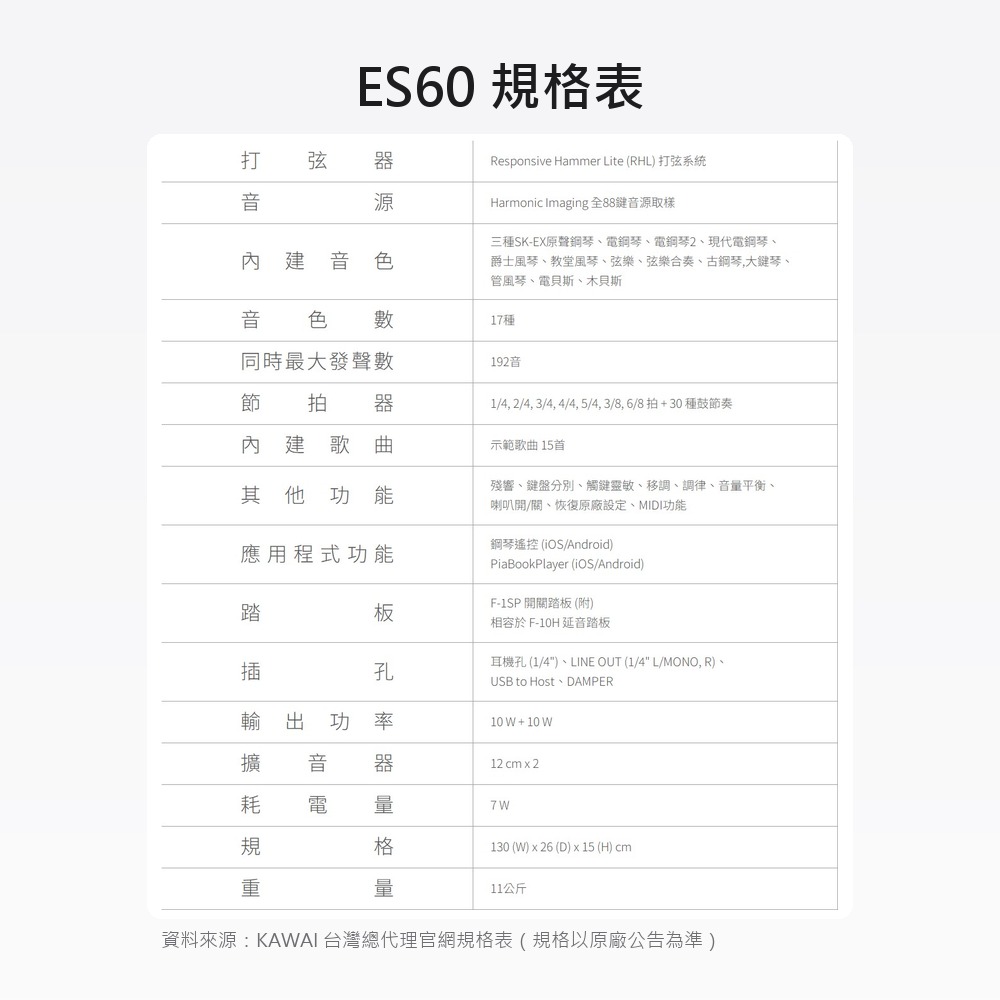 ES60 規格表
打弦器
Responsive Hammer Lite (RHL) 打弦系統
音源
Harmonic Imaging 全88鍵音源取樣
內建音色
三種SK-EX原聲鋼琴、電鋼琴、電鋼琴2、現代電鋼琴、
爵士風琴、教堂風琴、弦樂、弦樂合奏、古鋼琴,大鍵琴、
管風琴、電貝斯、木貝斯
音色數
17種
同時最大發聲數
192音
節拍器
1/4, 2/4, 3/4, 4/4, 5/4, 3/8, 6/8 拍 + 30 種鼓節奏
內建歌曲
示範歌曲 15首
其他功能
殘響、鍵盤分別、觸鍵靈敏、移調、調律、音量平衡、
喇叭開/關、恢復原廠設定、MIDI功能
應用程式功能
鋼琴遙控 (iOS/Android)
PiaBookPlayer (iOS/Android)
踏板
F-1SP 開關踏板 (附)
相容於 F-10H 延音踏板
插孔
耳機孔 (1/4")、LINE OUT (1/4" L/MONO, R)、
USB to Host、DAMPER
輸出功率
10 W + 10 W
擴音器
12 cm x 2
耗電量
7 W
規格
130 (W) x 26 (D) x 15 (H) cm
重量
11公斤
資料來源：KAWAI 台灣總代理官網規格表 ( 規格以原廠公告為準 )